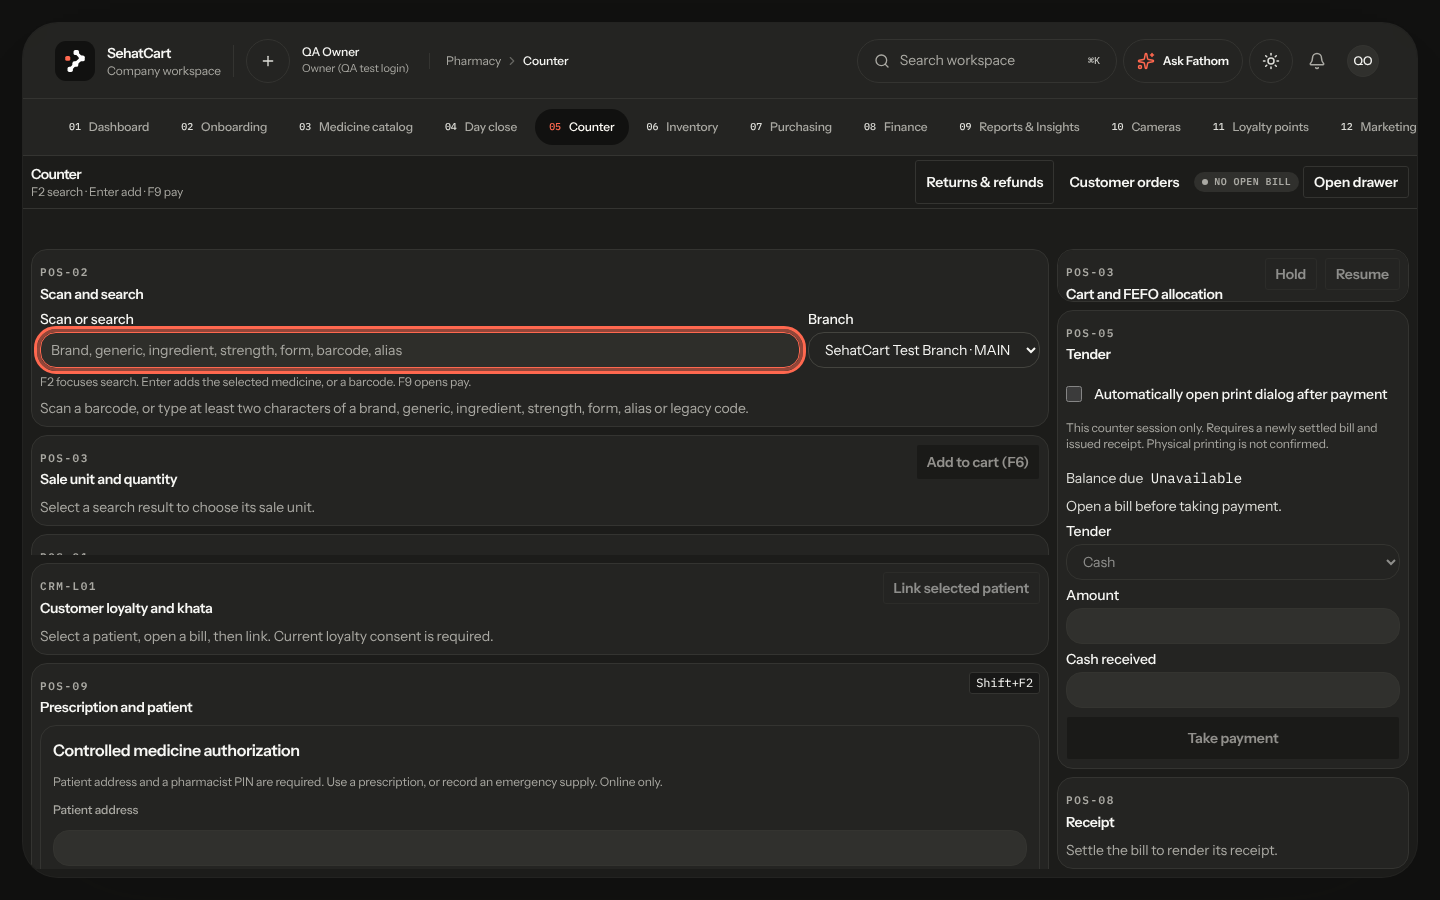 SehatCart
Company workspace
QA Owner
Owner (QA test login)
Pharmacy > Counter
Search workspace ⌘K
Ask Fathom
QO
01 Dashboard
02 Onboarding
03 Medicine catalog
04 Day close
05 Counter
06 Inventory
07 Purchasing
08 Finance
09 Reports & Insights
10 Cameras
11 Loyalty points
12 Marketing
Counter
F2 search · Enter add · F9 pay
Returns & refunds
Customer orders
NO OPEN BILL
Open drawer
POS-02
Scan and search
Scan or search
Brand, generic, ingredient, strength, form, barcode, alias
Branch
SehatCart Test Branch · MAIN
F2 focuses search. Enter adds the selected medicine, or a barcode. F9 opens pay.
Scan a barcode, or type at least two characters of a brand, generic, ingredient, strength, form, alias or legacy code.
POS-03
Sale unit and quantity
Add to cart (F6)
Select a search result to choose its sale unit.
CRM-L01
Customer loyalty and khata
Link selected patient
Select a patient, open a bill, then link. Current loyalty consent is required.
POS-09
Prescription and patient
Shift+F2
Controlled medicine authorization
Patient address and a pharmacist PIN are required. Use a prescription, or record an emergency supply. Online only.
Patient address
POS-03
Cart and FEFO allocation
Hold
Resume
POS-05
Tender
Automatically open print dialog after payment
This counter session only. Requires a newly settled bill and
issued receipt. Physical printing is not confirmed.
Balance due Unavailable
Open a bill before taking payment.
Tender
Cash
Amount
Cash received
Take payment
POS-08
Receipt
Settle the bill to render its receipt.